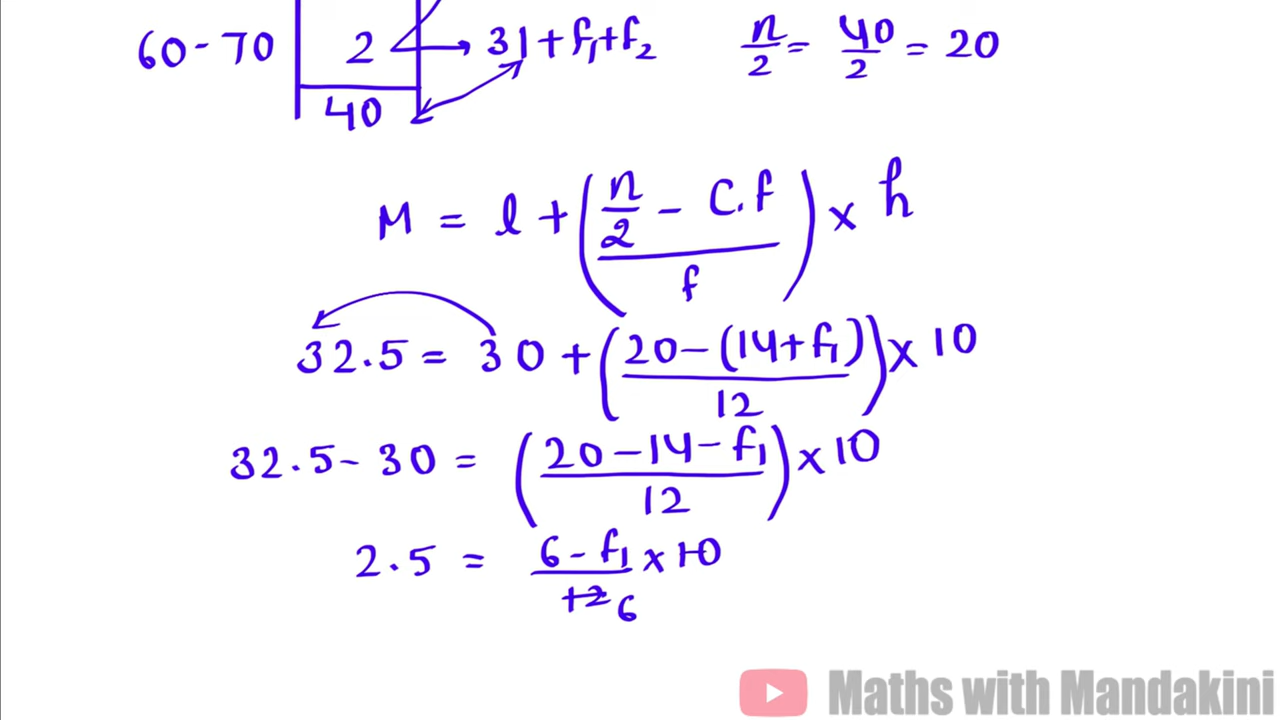 60-70 2 → 31+f₁+f₂ n/2 = 40/2 = 20
40
M = l + (n/2 - C.f / f) × h
32.5 = 30 + (20-(14+f₁) / 12) × 10
32.5-30 = (20-14-f₁ / 12) × 10
2.5 = 6-f₁ / 12 6 × 10
Maths with Mandakini